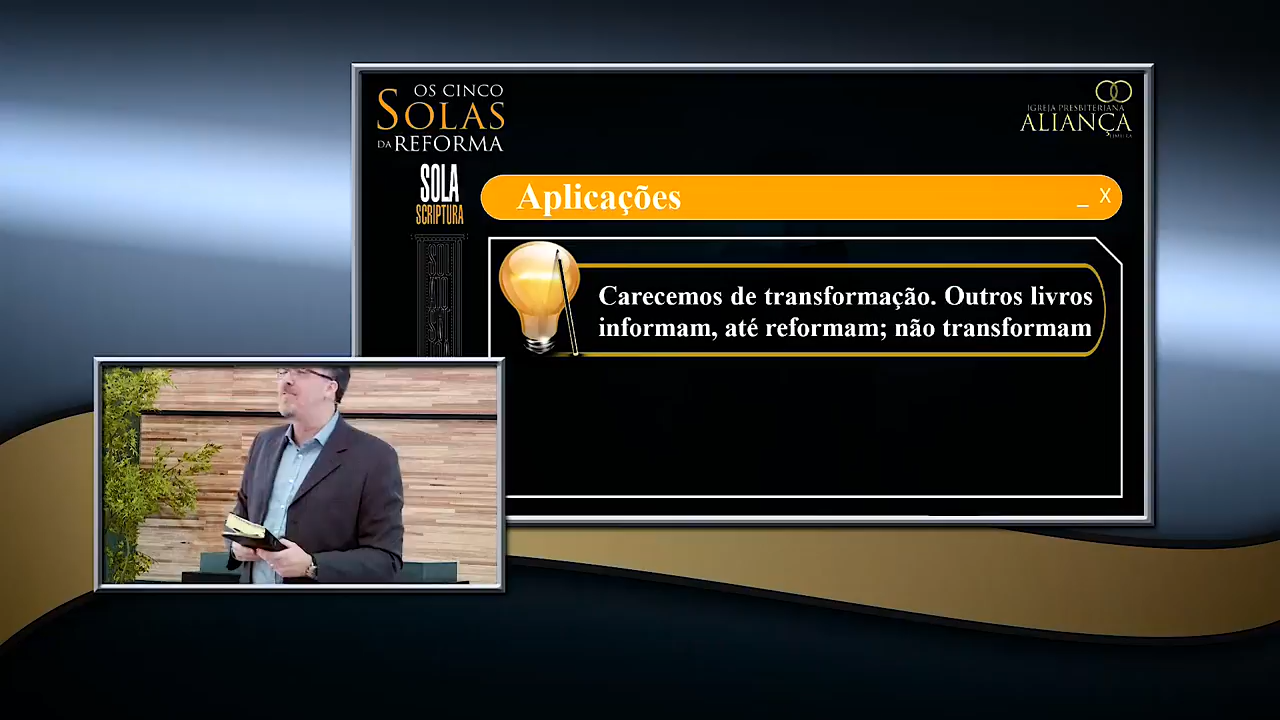 OS CINCO
SOLAS
DA REFORMA
IGREJA PRESBITERIANA
ALIANÇA
SOLA
SCRIPTURA
Aplicações
_ X
Carecemos de transformação. Outros livros
informam, até reformam; não transformam